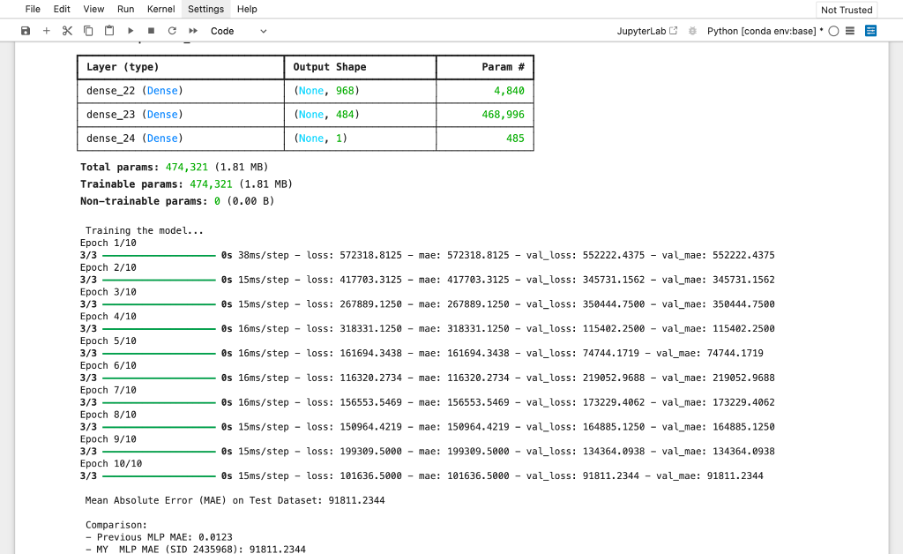 File Edit View Run Kernel Settings Help
Not Trusted
Code
JupyterLab
Python [conda env:base] *
Layer (type) Output Shape Param #
dense_22 (Dense) (None, 968) 4,840
dense_23 (Dense) (None, 484) 468,996
dense_24 (Dense) (None, 1) 485
Total params: 474,321 (1.81 MB)
Trainable params: 474,321 (1.81 MB)
Non-trainable params: 0 (0.00 B)
Training the model...
Epoch 1/10
3/3 0s 38ms/step - loss: 572318.8125 - mae: 572318.8125 - val_loss: 552222.4375 - val_mae: 552222.4375
Epoch 2/10
3/3 0s 15ms/step - loss: 417703.3125 - mae: 417703.3125 - val_loss: 345731.1562 - val_mae: 345731.1562
Epoch 3/10
3/3 0s 15ms/step - loss: 267889.1250 - mae: 267889.1250 - val_loss: 350444.7500 - val_mae: 350444.7500
Epoch 4/10
3/3 0s 16ms/step - loss: 318331.1250 - mae: 318331.1250 - val_loss: 115402.2500 - val_mae: 115402.2500
Epoch 5/10
3/3 0s 16ms/step - loss: 161694.3438 - mae: 161694.3438 - val_loss: 74744.1719 - val_mae: 74744.1719
Epoch 6/10
3/3 0s 16ms/step - loss: 116320.2734 - mae: 116320.2734 - val_loss: 219052.9688 - val_mae: 219052.9688
Epoch 7/10
3/3 0s 16ms/step - loss: 156553.5469 - mae: 156553.5469 - val_loss: 173229.4062 - val_mae: 173229.4062
Epoch 8/10
3/3 0s 15ms/step - loss: 150964.4219 - mae: 150964.4219 - val_loss: 164885.1250 - val_mae: 164885.1250
Epoch 9/10
3/3 0s 15ms/step - loss: 199309.5000 - mae: 199309.5000 - val_loss: 134364.0938 - val_mae: 134364.0938
Epoch 10/10
3/3 0s 15ms/step - loss: 101636.5000 - mae: 101636.5000 - val_loss: 91811.2344 - val_mae: 91811.2344
Mean Absolute Error (MAE) on Test Dataset: 91811.2344
Comparison:
- Previous MLP MAE: 0.0123
- MY MLP MAE (SID 2435968): 91811.2344